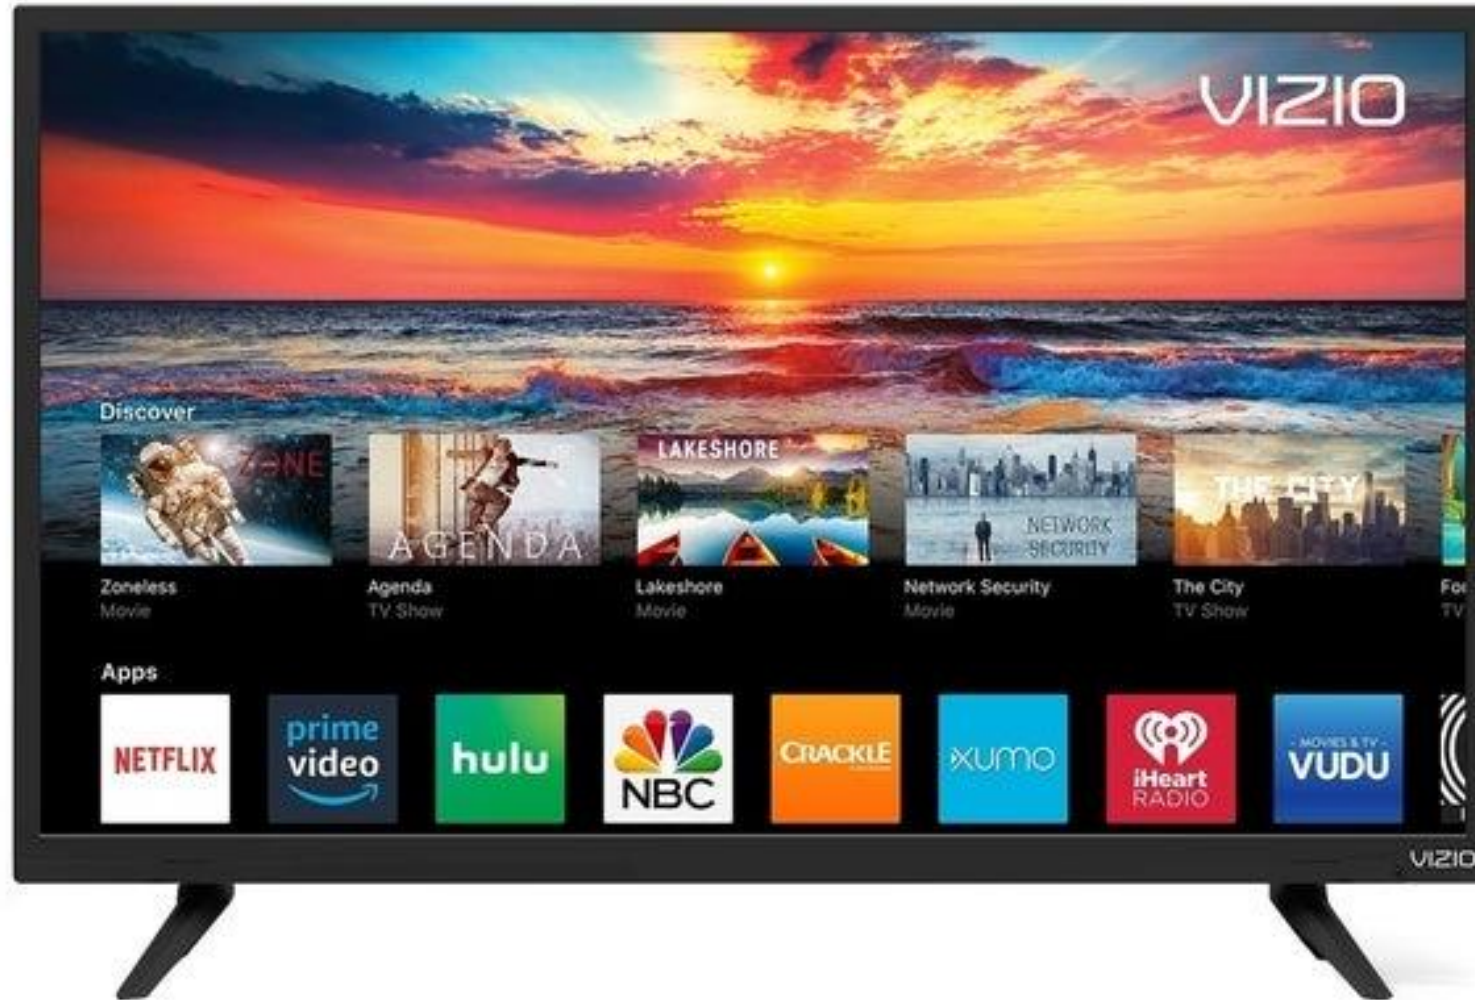 VIZIO
Discover
ZONE
AGENDA
LAKESHORE
NETWORK
SECURITY
THE CITY
Zoneless
Agenda
Lakeshore
Network Security
The City
Movie
TV Show
Movie
Movie
TV Show
TV
Apps
NETFLIX
prime
video
hulu
NBC
CRACKLE
xumo
iHeart
RADIO
MOVIES & TV
VUDU
VIZIO